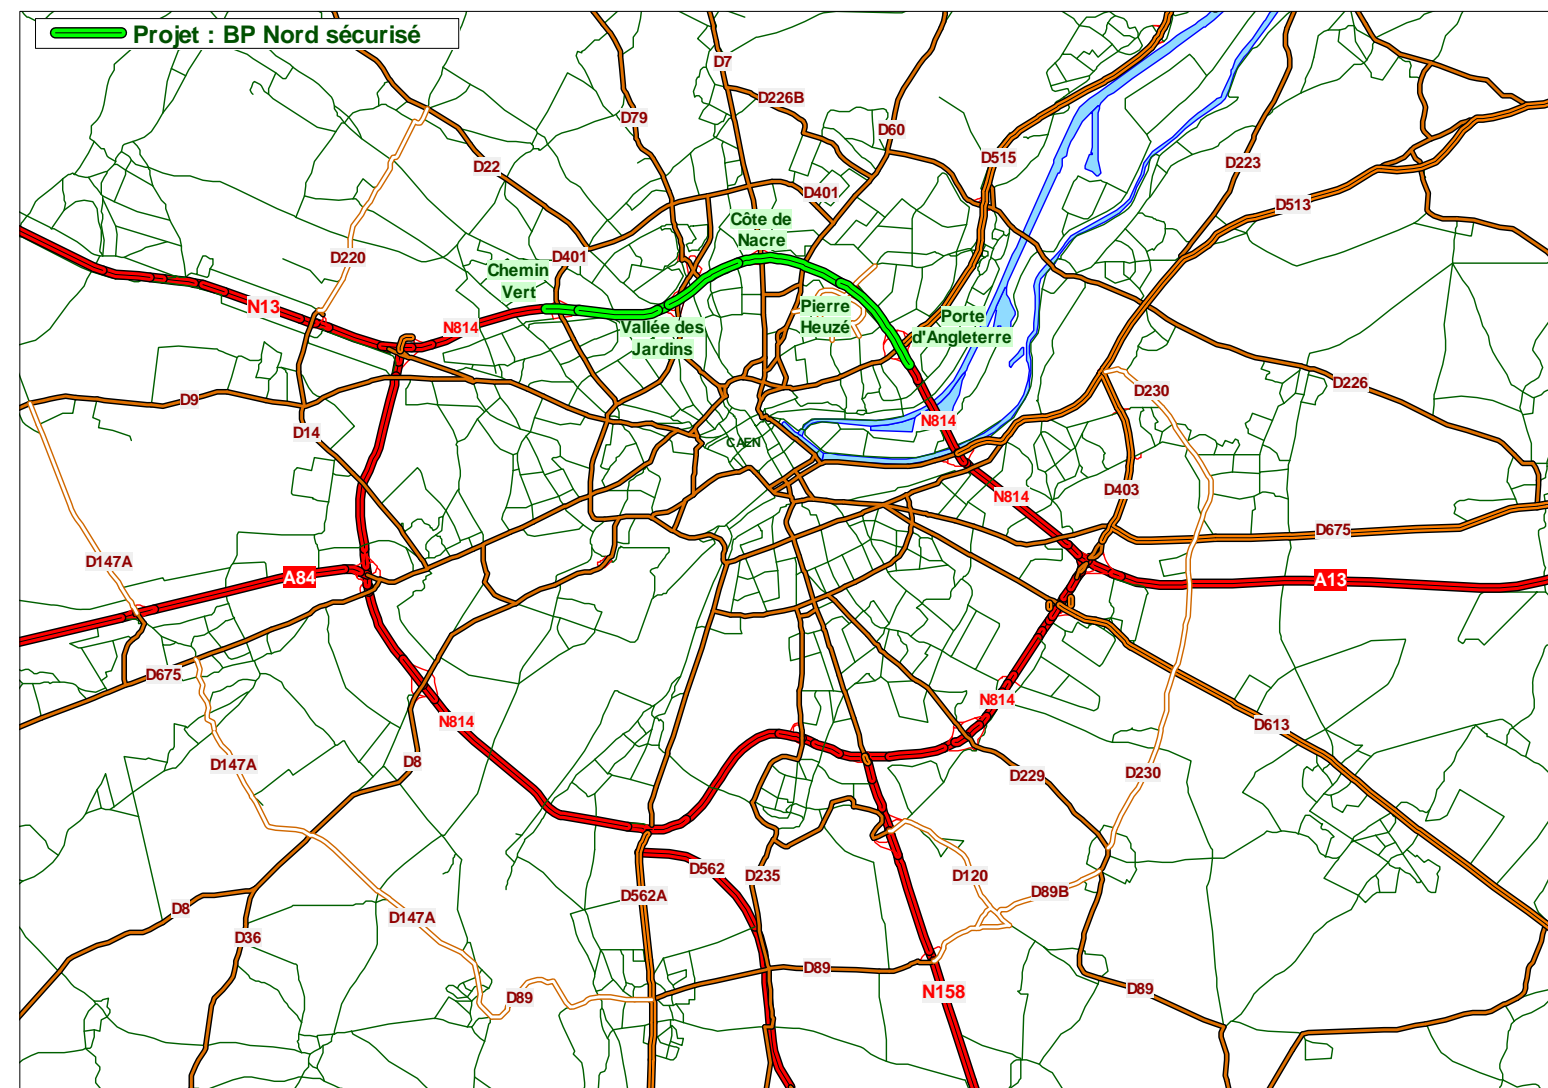 Projet : BP Nord sécurisé
D7
D226B
D79
D60
D22
D515
D223
D401
D513
Côte de
Nacre
D401
D220
Chemin
Vert
N13
Pierre
Heuzé
N814
Vallée des
Jardins
Porte
d'Angleterre
D226
D230
D9
N814
D14
CAEN
D403
N814
D675
D147A
A84
A13
D675
N814
N814
D613
D8
D147A
D229
D230
D562
D235
D120
D89B
D562A
D8
D147A
D36
D89
D89
N158
D89